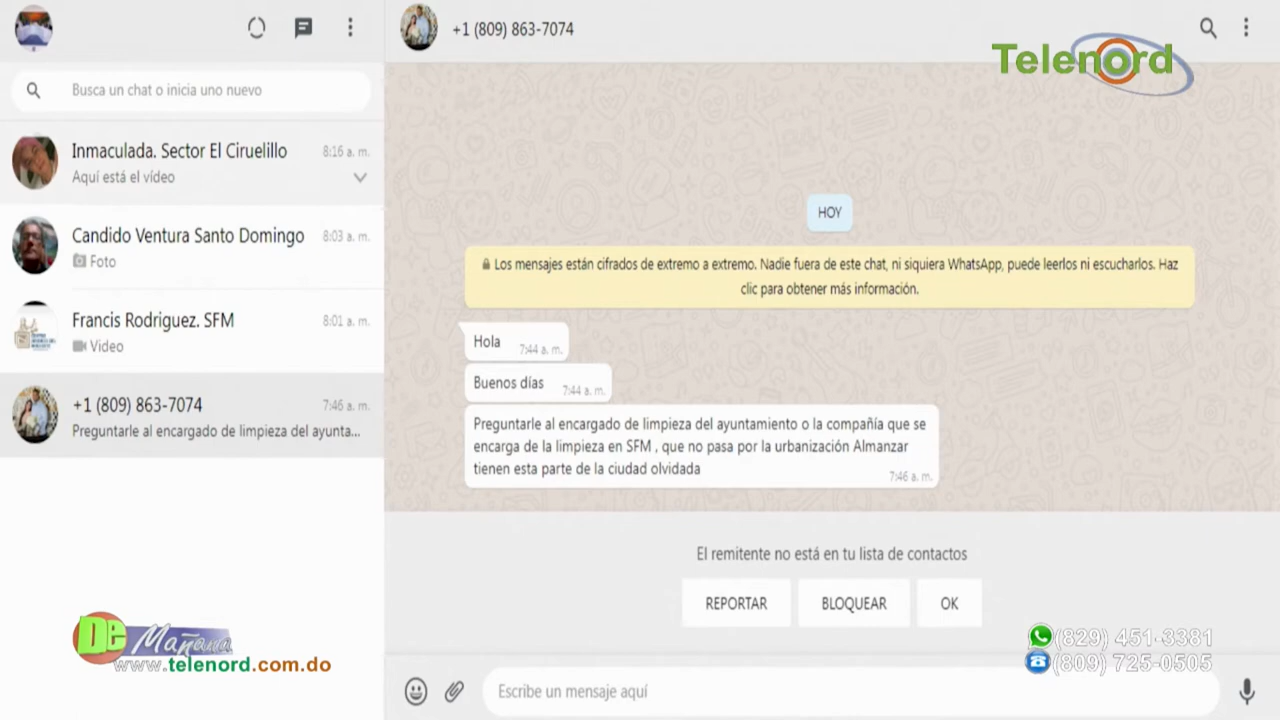 Busca un chat o inicia uno nuevo
Inmaculada. Sector El Ciruelillo 8:16 a. m.
Aquí está el vídeo
Candido Ventura Santo Domingo 8:03 a. m.
Foto
Francis Rodriguez. SFM 8:01 a. m.
Video
+1 (809) 863-7074 7:46 a. m.
Preguntarle al encargado de limpieza del ayunta...
+1 (809) 863-7074
Telenord
HOY
Los mensajes están cifrados de extremo a extremo. Nadie fuera de este chat, ni siquiera WhatsApp, puede leerlos ni escucharlos. Haz
clic para obtener más información.
Hola 7:44 a. m.
Buenos días 7:44 a. m.
Preguntarle al encargado de limpieza del ayuntamiento o la compañía que se
encarga de la limpieza en SFM , que no pasa por la urbanización Almanzar
tienen esta parte de la ciudad olvidada
7:46 a. m.
El remitente no está en tu lista de contactos
REPORTAR BLOQUEAR OK
Escribe un mensaje aquí
De Mañana
www.telenord.com.do
(829) 451-3381
(809) 725-0505